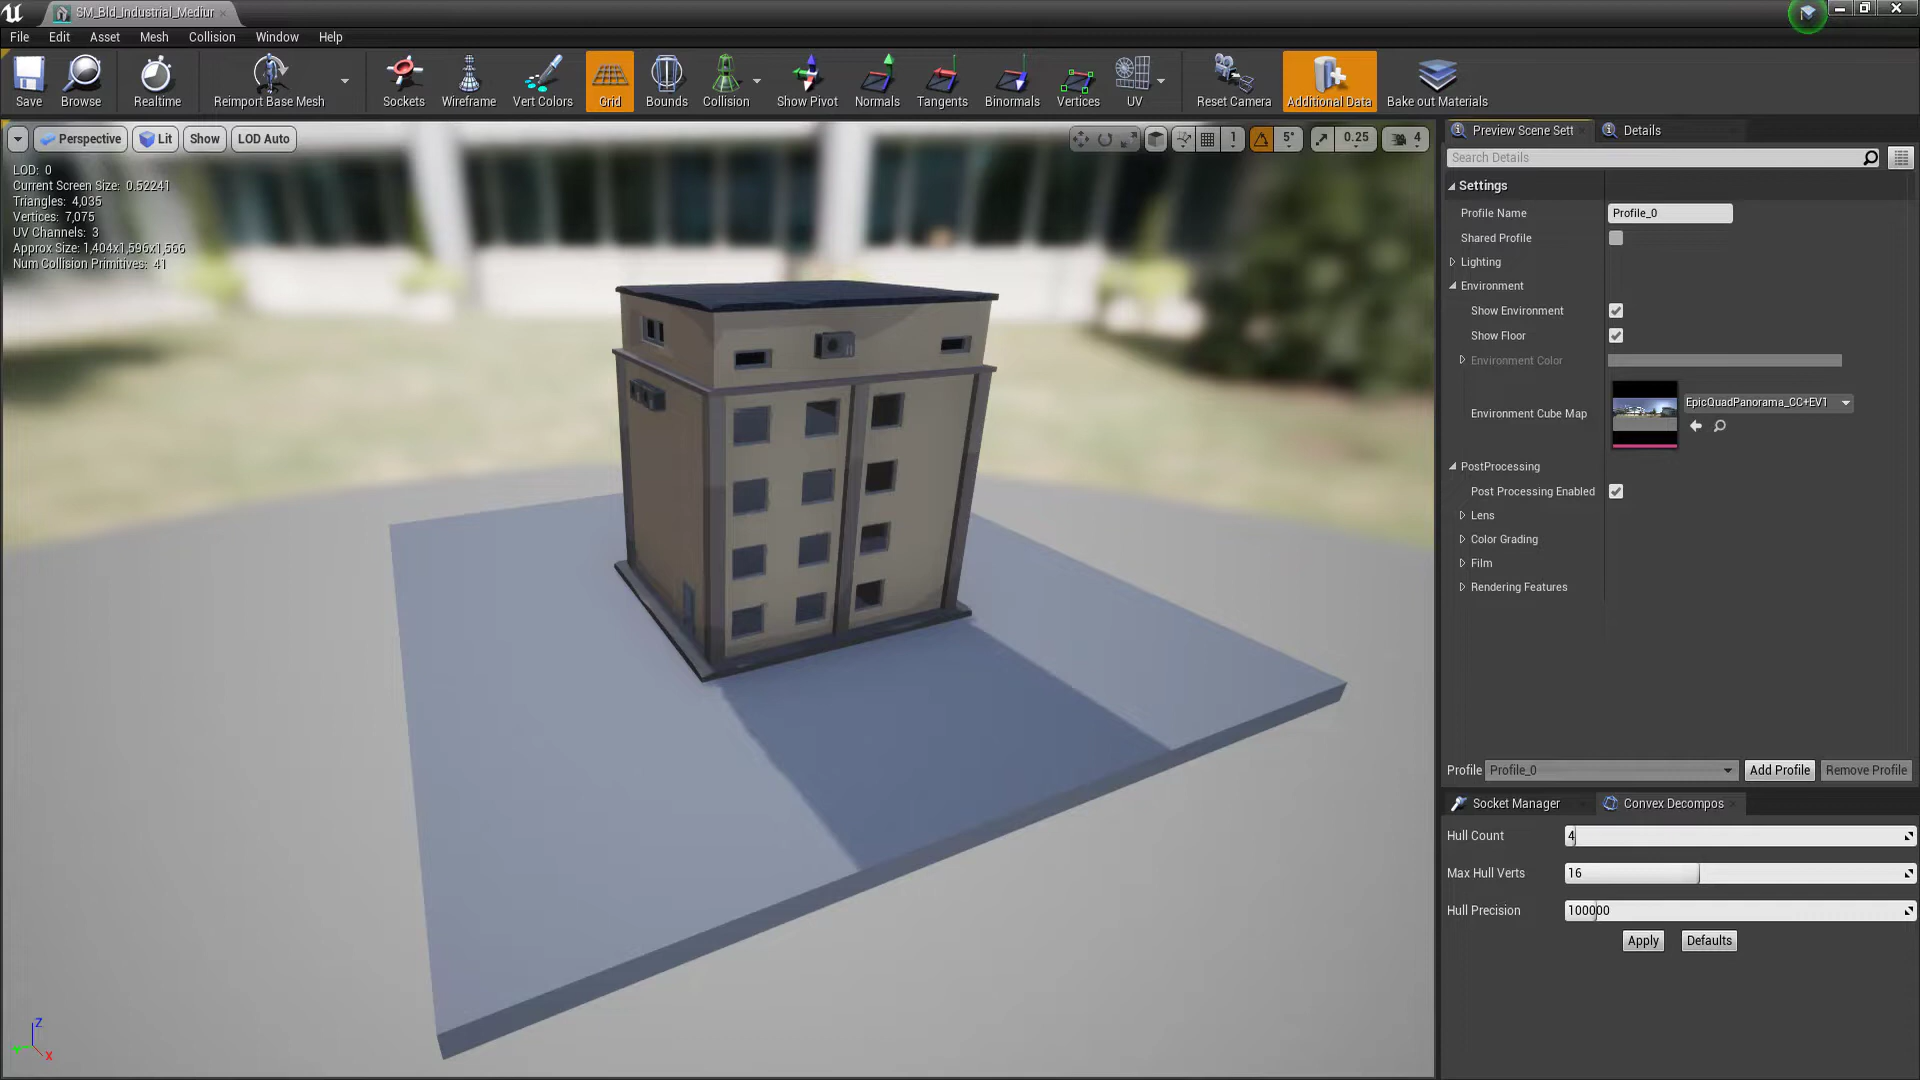 SM_Bld_Industrial_Mediur
File Edit Asset Mesh Collision Window Help
Save Browse Realtime Reimport Base Mesh Sockets Wireframe Vert Colors Grid Bounds Collision Show Pivot Normals Tangents Binormals Vertices UV Reset Camera Additional Data Bake out Materials
Perspective Lit Show LOD Auto 1 5° 0.25 4
LOD: 0
Current Screen Size: 0.52241
Triangles: 4,035
Vertices: 7,075
UV Channels: 3
Approx Size: 1,404x1,596x1,566
Num Collision Primitives: 41
Z
X
Preview Scene Sett Details
Search Details
Settings
Profile Name Profile_0
Shared Profile
Lighting
Environment
Show Environment
Show Floor
Environment Color
Environment Cube Map EpicQuadPanorama_CC+EV1
PostProcessing
Post Processing Enabled
Lens
Color Grading
Film
Rendering Features
Profile Profile_0 Add Profile Remove Profile
Socket Manager Convex Decompos
Hull Count 4
Max Hull Verts 16
Hull Precision 100000
Apply Defaults